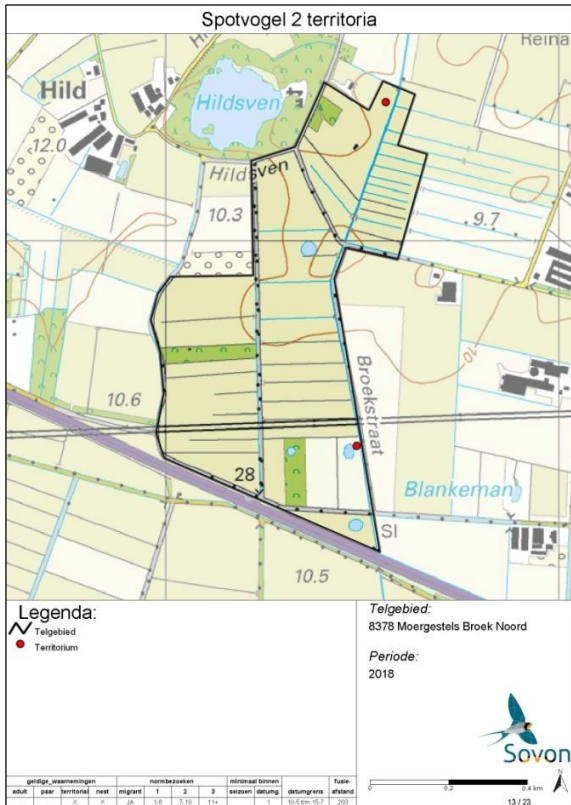 Spotvogel 2 territoria
Reina
Hild
Hildsven
12.0
Hildsven
10.3
9.7
10
10.6
Broekstraat
28
Blankeman
SI
10.5
Legenda:
Telgebied
Territorium
Telgebied:
8378 Moergestels Broek Noord
Periode:
2018
Sovon
geldige_waarnemingen normbezoeken minimaal binnen fusie-
adult paar territoriaal nest migrant 1 2 3 seizoen datumg. datumgrens afstand
. . X X JA 1-6 7-10 11+ . 1 10-5 t/m 15-7 200
0 0.2 0.4 km
13 / 23